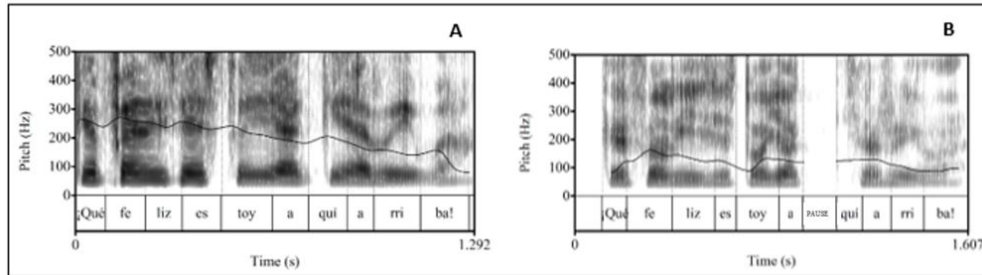 A
500
400
300
200
100
0
Pitch (Hz)
¡Qué fe liz es toy a quí a rri ba!
0 1.292
Time (s)
B
500
400
300
200
100
0
Pitch (Hz)
¡Qué fe liz es toy a PAUSE quí a rri ba!
0 1.607
Time (s)